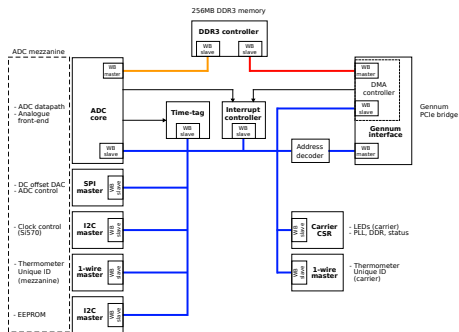 256MB DDR3 memory
DDR3 controller
WB
slave
WB
slave
ADC mezzanine
WB
master
ADC
core
WB
slave
- ADC datapath
- Analogue
front-end
Time-tag
WB
slave
Interrupt
controller
WB
slave
Address
decoder
WB
master
DMA
controller
WB
slave
Gennum
interface
WB
master
Gennum
PCIe bridge
- DC offset DAC
- ADC control
SPI
master
WB
slave
- Clock control
(Si570)
I2C
master
WB
slave
Carrier
CSR
WB
slave
- LEDs (carrier)
- PLL, DDR, status
- Thermometer
Unique ID
(mezzanine)
1-wire
master
WB
slave
1-wire
master
WB
slave
- Thermometer
Unique ID
(carrier)
- EEPROM
I2C
master
WB
slave